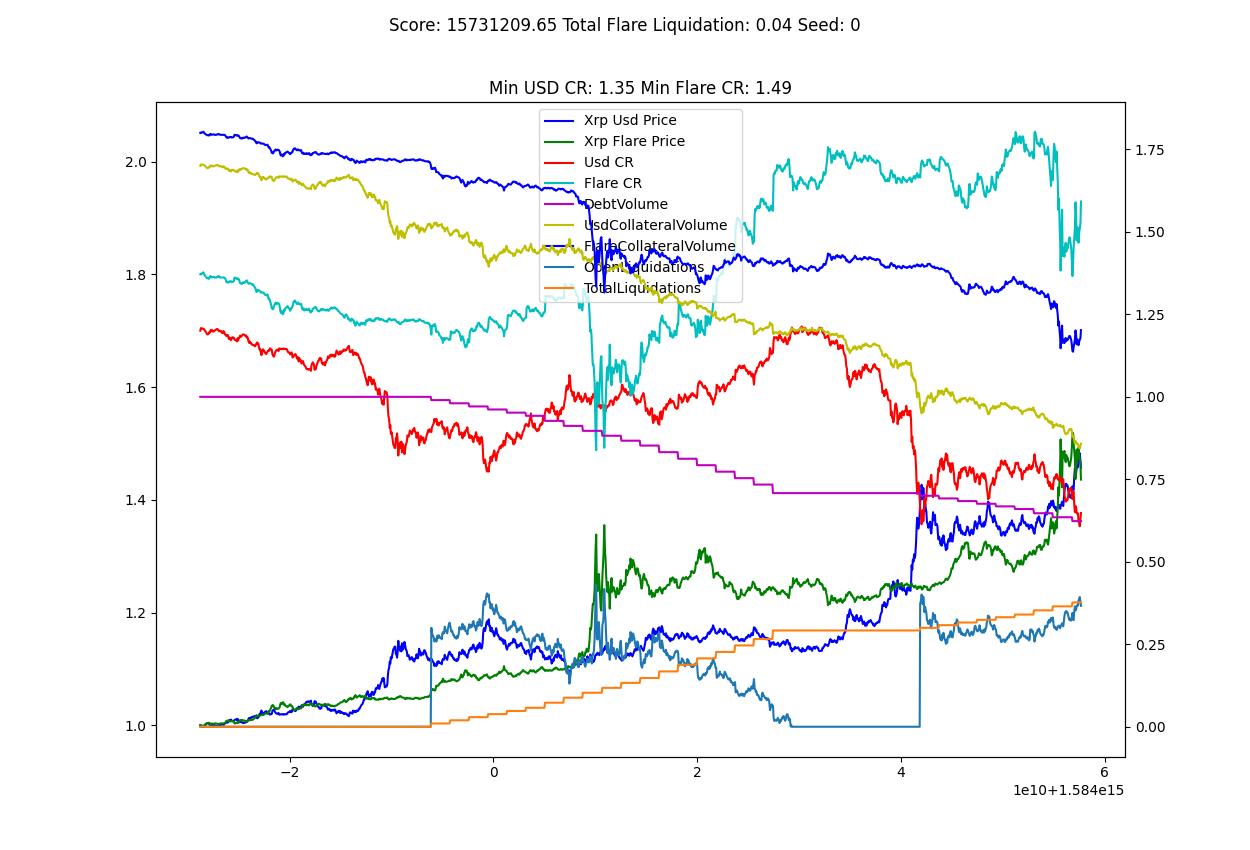 Score: 15731209.65 Total Flare Liquidation: 0.04 Seed: 0
Min USD CR: 1.35 Min Flare CR: 1.49
Xrp Usd Price
Xrp Flare Price
Usd CR
Flare CR
DebtVolume
UsdCollateralVolume
FlareCollateralVolume
OpenLiquidations
TotalLiquidations
2.0
1.8
1.6
1.4
1.2
1.0
1.75
1.50
1.25
1.00
0.75
0.50
0.25
0.00
−2 0 2 4 6
1e10+1.584e15